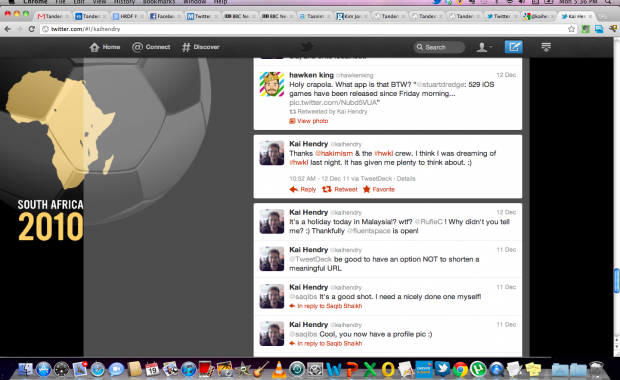 Chrome File Edit View History Bookmarks Window Help
Mon 5:36 PM
Tander
Tander
HRDF F
Facebo
Twitter
BBC Ne
BBC Ne
Tasnim
Kim Jo
Tander
Tander
Tander
Twitter
@kaihe
Kai Hen
twitter.com/#!/kaihendry
Home
Connect
Discover
Search
hawken king @hawkenking 12 Dec
Holy crapola. What app is that BTW? "@stuartdredge: 529 iOS
games have been released since Friday morning...
pic.twitter.com/Nubd5VUA"
Retweeted by Kai Hendry
View photo
Kai Hendry
@kaihendry
Thanks @hakimism & the #hwkl crew. I think I was dreaming of
#hwkl last night. It has given me plenty to think about. :)
10:52 AM - 12 Dec 11 via TweetDeck · Details
Reply Retweet Favorite
Kai Hendry @kaihendry 12 Dec
It's a holiday today in Malaysia!? wtf? @RufieC ! Why didn't you tell
me? :) Thankfully @fluentspace is open!
Kai Hendry @kaihendry 11 Dec
@TweetDeck be good to have an option NOT to shorten a
meaningful URL
Kai Hendry @kaihendry 11 Dec
@saqibs It's a good shot. I need a nicely done one myself!
In reply to Saqib Shaikh
Kai Hendry @kaihendry 11 Dec
@saqibs Cool, you now have a profile pic :)
In reply to Saqib Shaikh
SOUTH AFRICA
2010